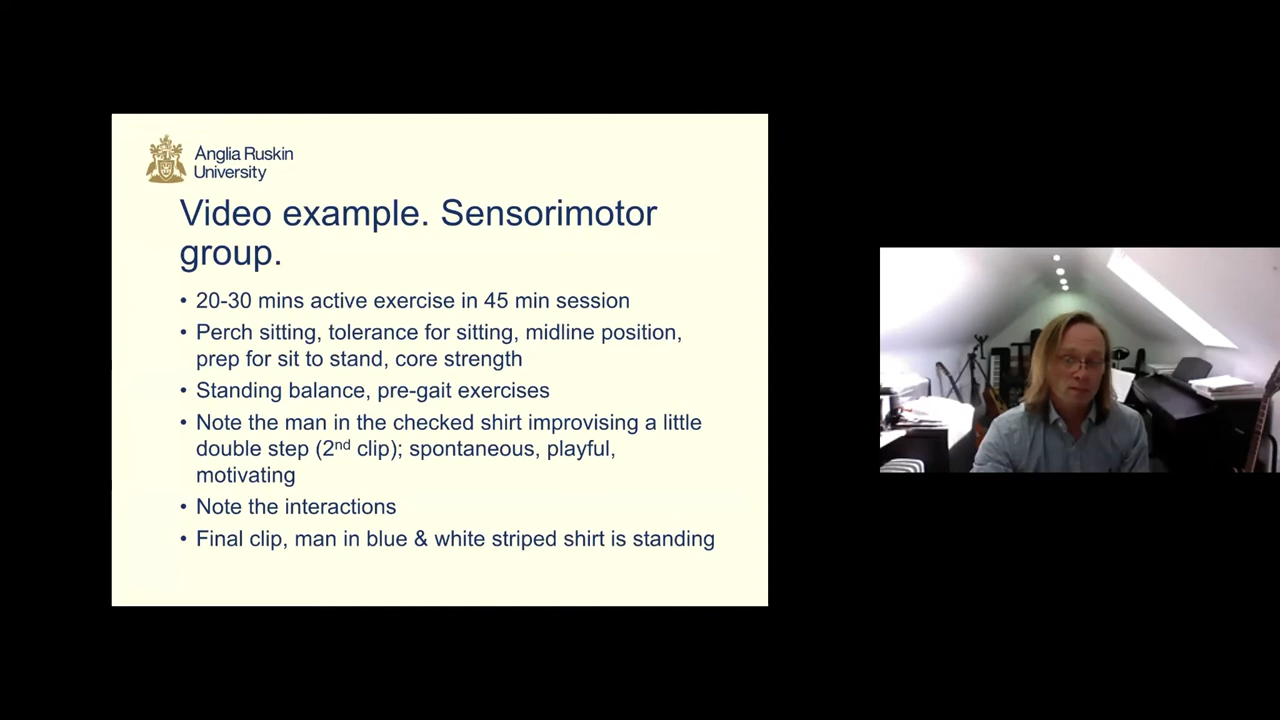 Anglia Ruskin
University
Video example. Sensorimotor
group.
• 20-30 mins active exercise in 45 min session
• Perch sitting, tolerance for sitting, midline position,
prep for sit to stand, core strength
• Standing balance, pre-gait exercises
• Note the man in the checked shirt improvising a little
double step (2nd clip); spontaneous, playful,
motivating
• Note the interactions
• Final clip, man in blue & white striped shirt is standing